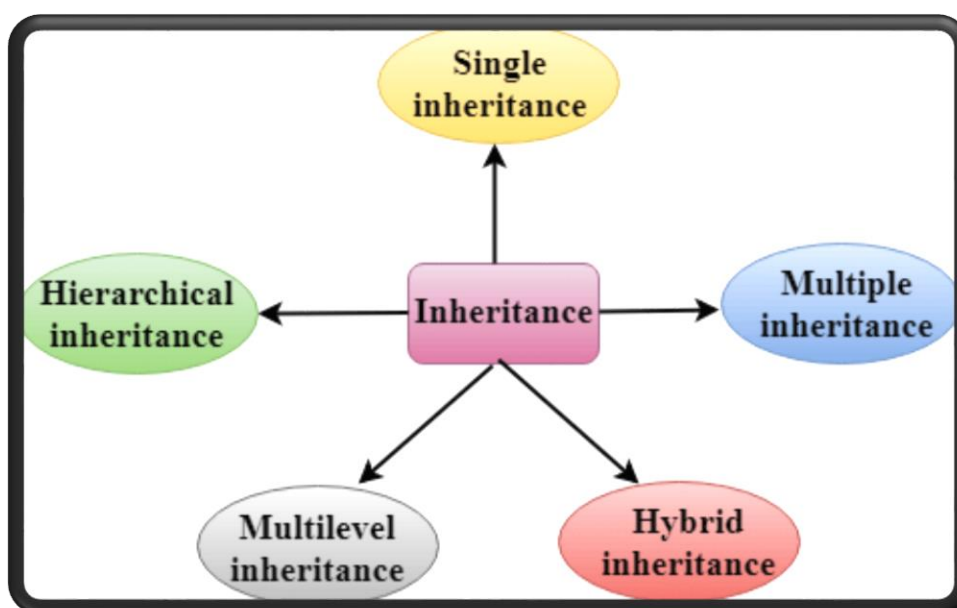 Single
inheritance
Hierarchical
inheritance
Inheritance
Multiple
inheritance
Multilevel
inheritance
Hybrid
inheritance